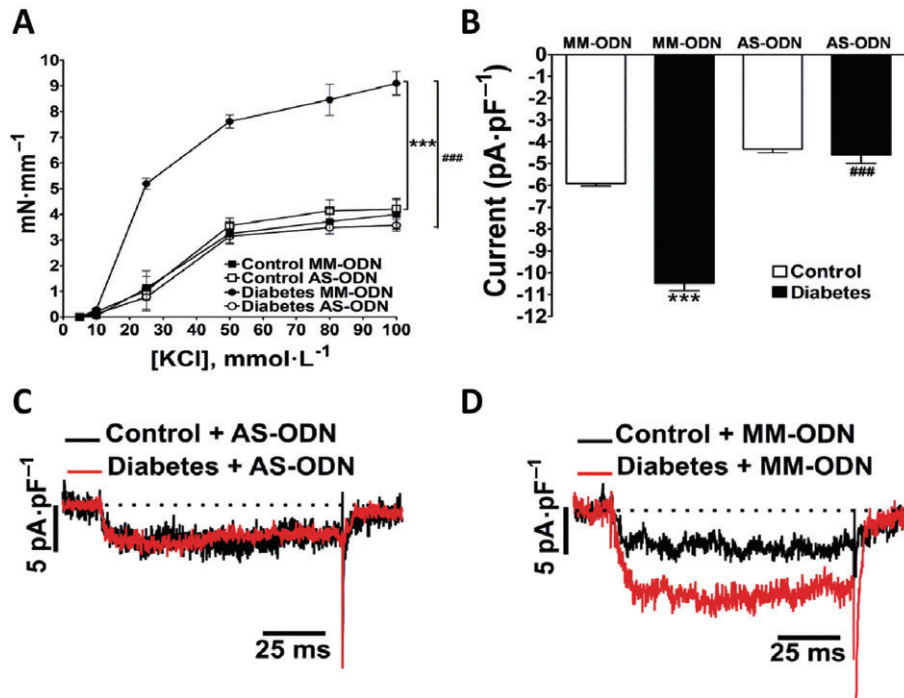 A
mN·mm⁻¹
10
9
8
7
6
5
4
3
2
1
0
0 10 20 30 40 50 60 70 80 90 100
[KCl], mmol·L⁻¹
***
###
Control MM-ODN
Control AS-ODN
Diabetes MM-ODN
Diabetes AS-ODN
B
MM-ODN MM-ODN AS-ODN AS-ODN
Current (pA·pF⁻¹)
0
-1
-2
-3
-4
-5
-6
-7
-8
-9
-10
-11
-12
***
###
Control
Diabetes
C
Control + AS-ODN
Diabetes + AS-ODN
5 pA·pF⁻¹
25 ms
D
Control + MM-ODN
Diabetes + MM-ODN
5 pA·pF⁻¹
25 ms